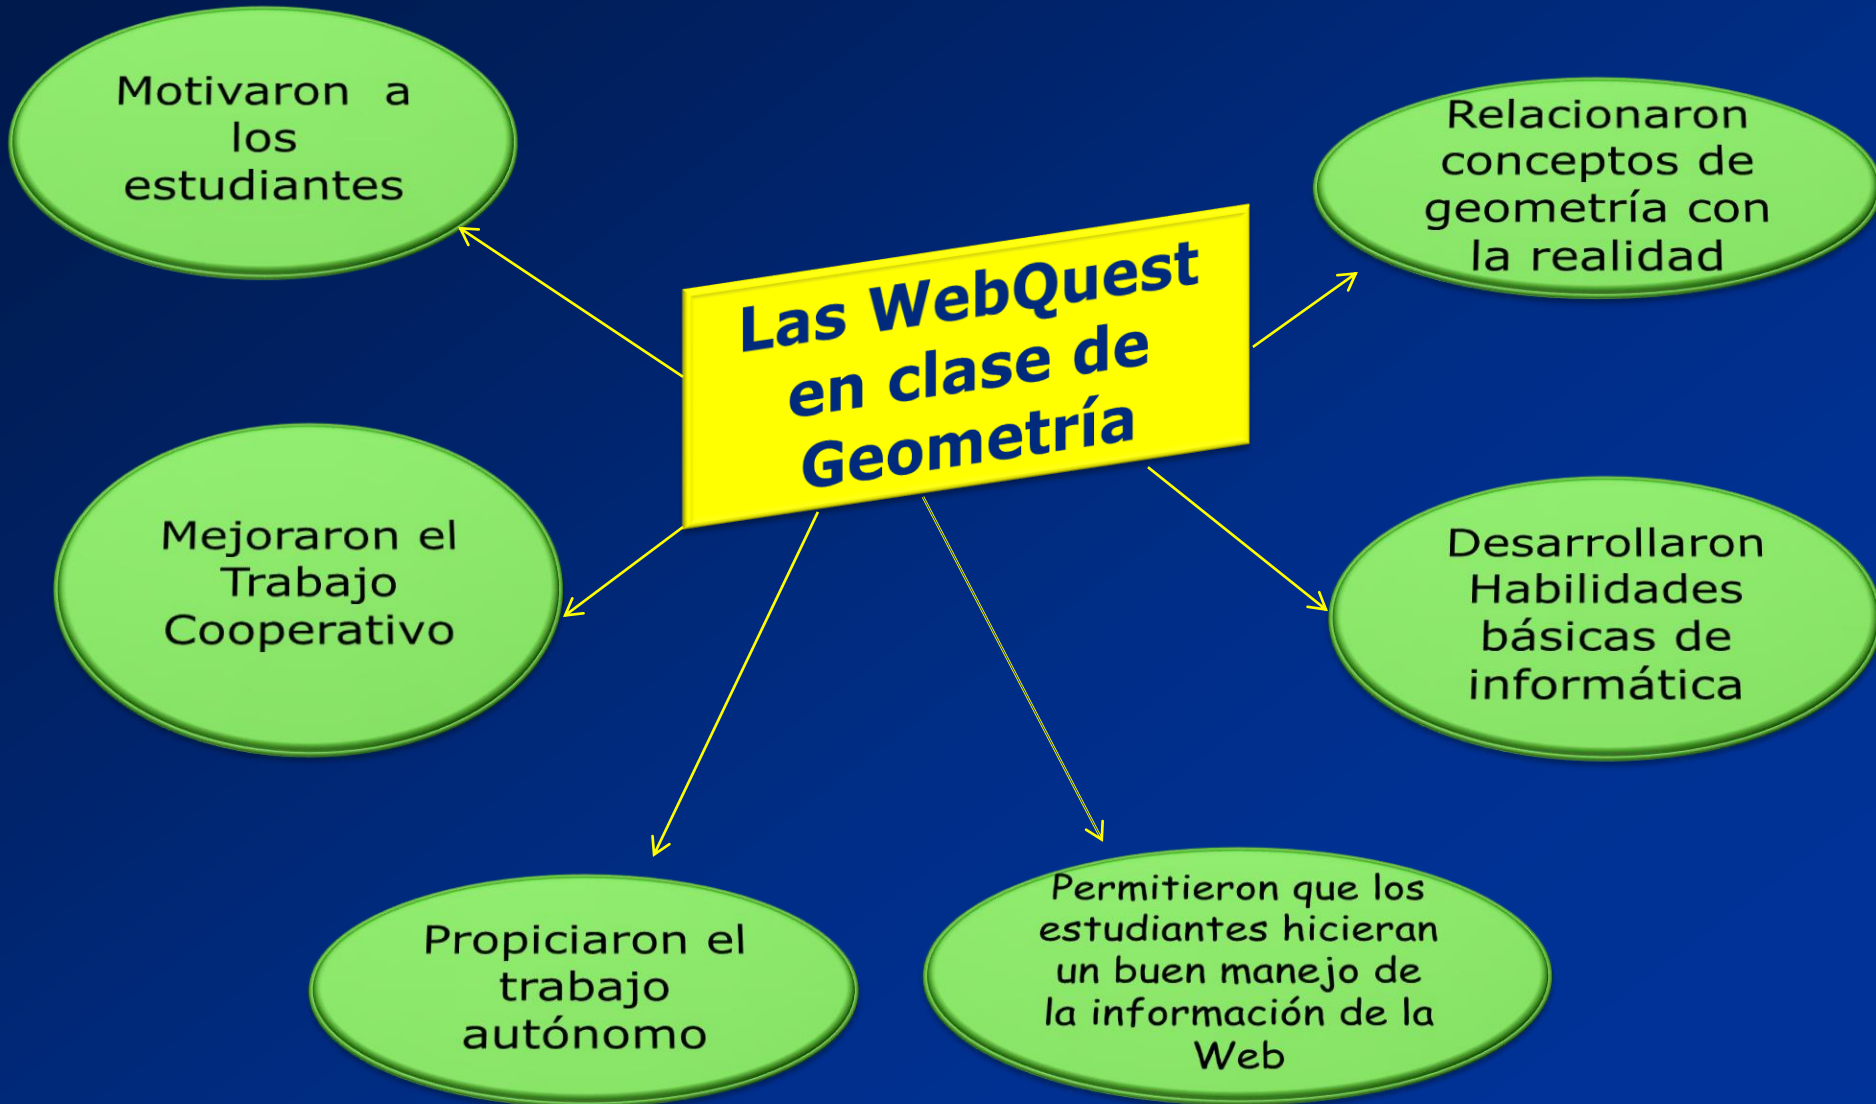 Motivaron a
los
estudiantes
Relacionaron
conceptos de
geometría con
la realidad
Las WebQuest
en clase de
Geometría
Mejoraron el
Trabajo
Cooperativo
Desarrollaron
Habilidades
básicas de
informática
Propiciaron el
trabajo
autónomo
Permitieron que los
estudiantes hicieran
un buen manejo de
la información de la
Web